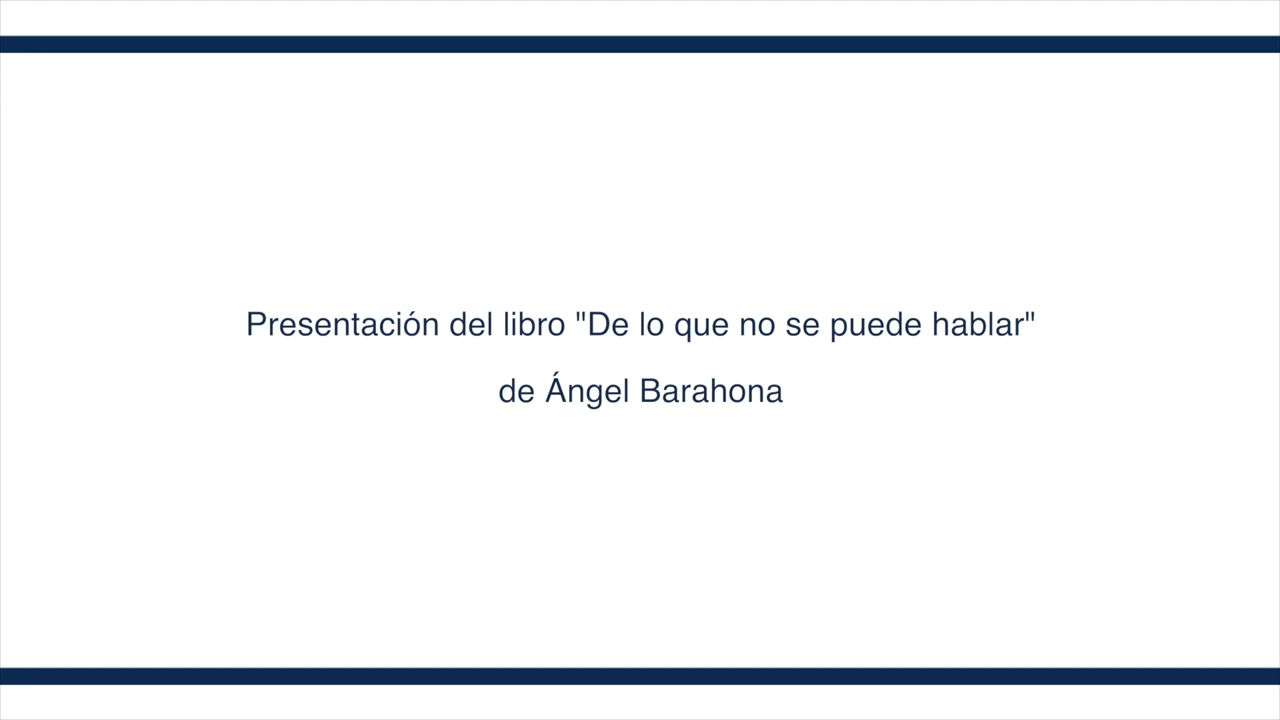 Presentación del libro "De lo que no se puede hablar"
de Ángel Barahona